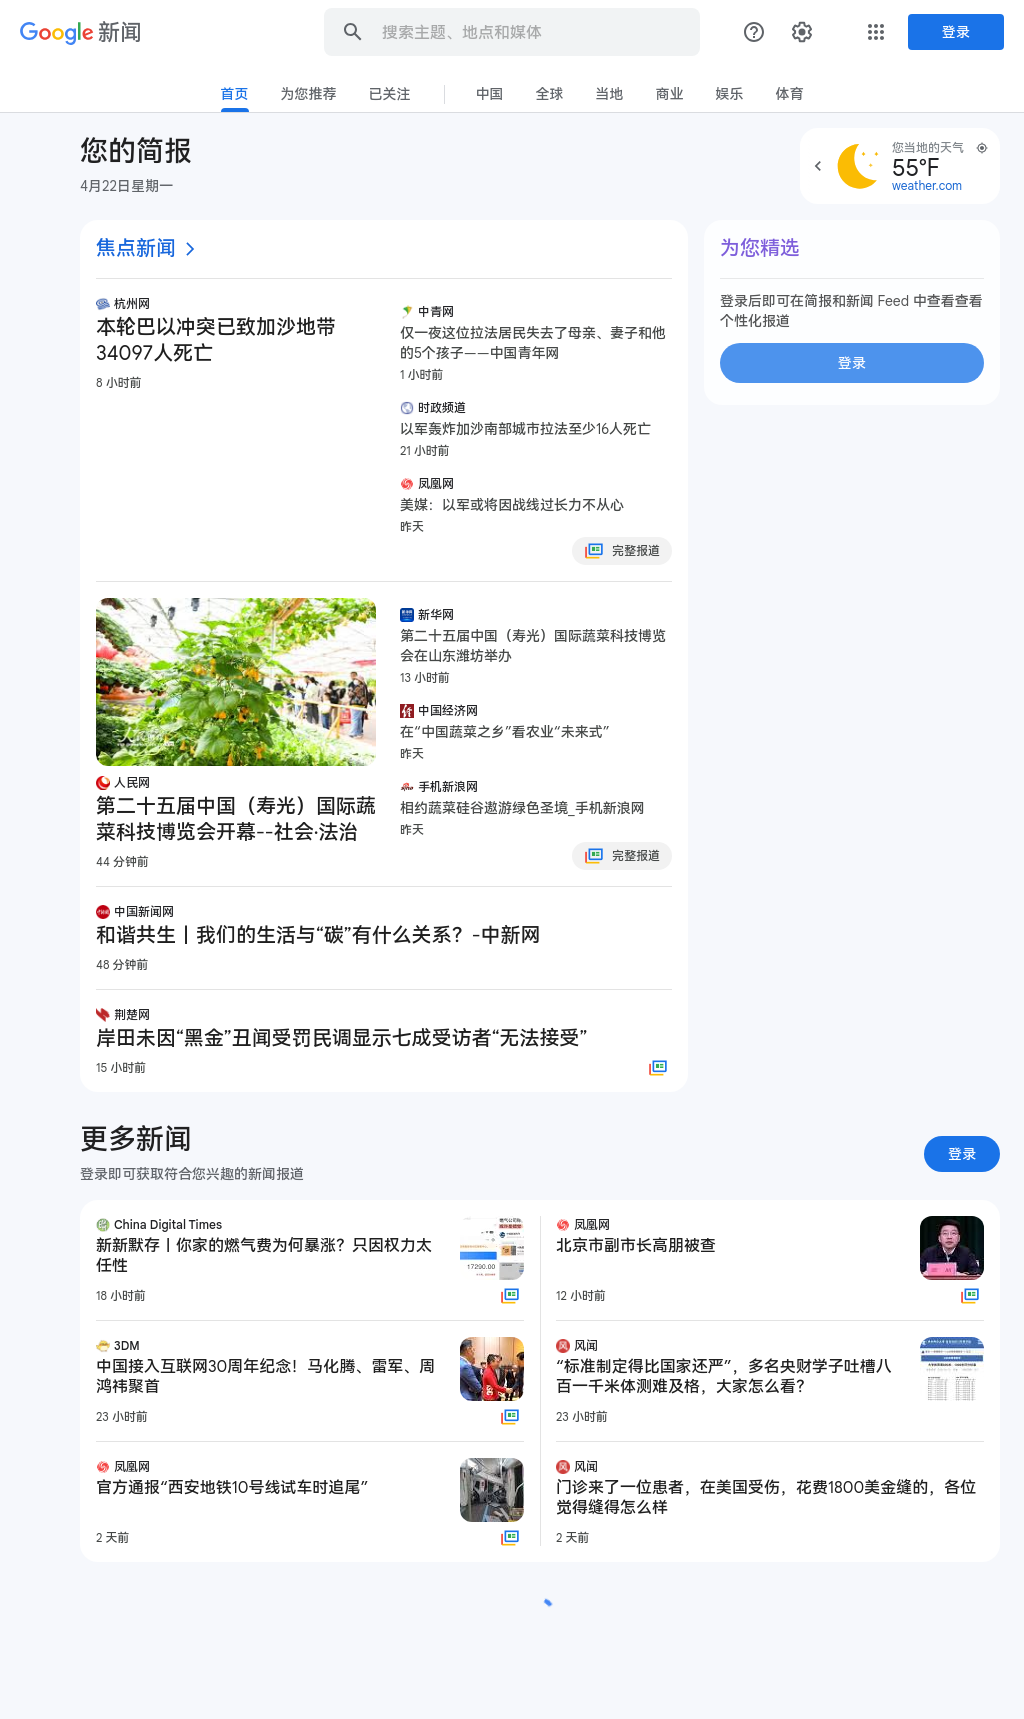 Google 新闻
搜索主题、地点和媒体
登录
首页
为您推荐
已关注
中国
全球
当地
商业
娱乐
体育
您的简报
4月22日星期一
您当地的天气
55°F
weather.com
焦点新闻
杭州网
本轮巴以冲突已致加沙地带
34097人死亡
8 小时前
中青网
仅一夜这位拉法居民失去了母亲、妻子和他
的5个孩子——中国青年网
1 小时前
时政频道
以军轰炸加沙南部城市拉法至少16人死亡
21 小时前
凤凰网
美媒：以军或将因战线过长力不从心
昨天
完整报道
为您精选
登录后即可在简报和新闻 Feed 中查看查看
个性化报道
登录
人民网
第二十五届中国（寿光）国际蔬
菜科技博览会开幕--社会·法治
44 分钟前
新华网
第二十五届中国（寿光）国际蔬菜科技博览
会在山东潍坊举办
13 小时前
中国经济网
在“中国蔬菜之乡”看农业“未来式”
昨天
手机新浪网
相约蔬菜硅谷遨游绿色圣境_手机新浪网
昨天
完整报道
中国新闻网
和谐共生丨我们的生活与“碳”有什么关系？-中新网
48 分钟前
荆楚网
岸田未因“黑金”丑闻受罚民调显示七成受访者“无法接受”
15 小时前
更多新闻
登录即可获取符合您兴趣的新闻报道
登录
China Digital Times
新新默存丨你家的燃气费为何暴涨？只因权力太
任性
18 小时前
17290.00
凤凰网
北京市副市长高朋被查
12 小时前
3DM
中国接入互联网30周年纪念！马化腾、雷军、周
鸿祎聚首
23 小时前
风闻
“标准制定得比国家还严”，多名央财学子吐槽八
百一千米体测难及格，大家怎么看？
23 小时前
凤凰网
官方通报“西安地铁10号线试车时追尾”
2 天前
风闻
门诊来了一位患者，在美国受伤，花费1800美金缝的，各位
觉得缝得怎么样
2 天前